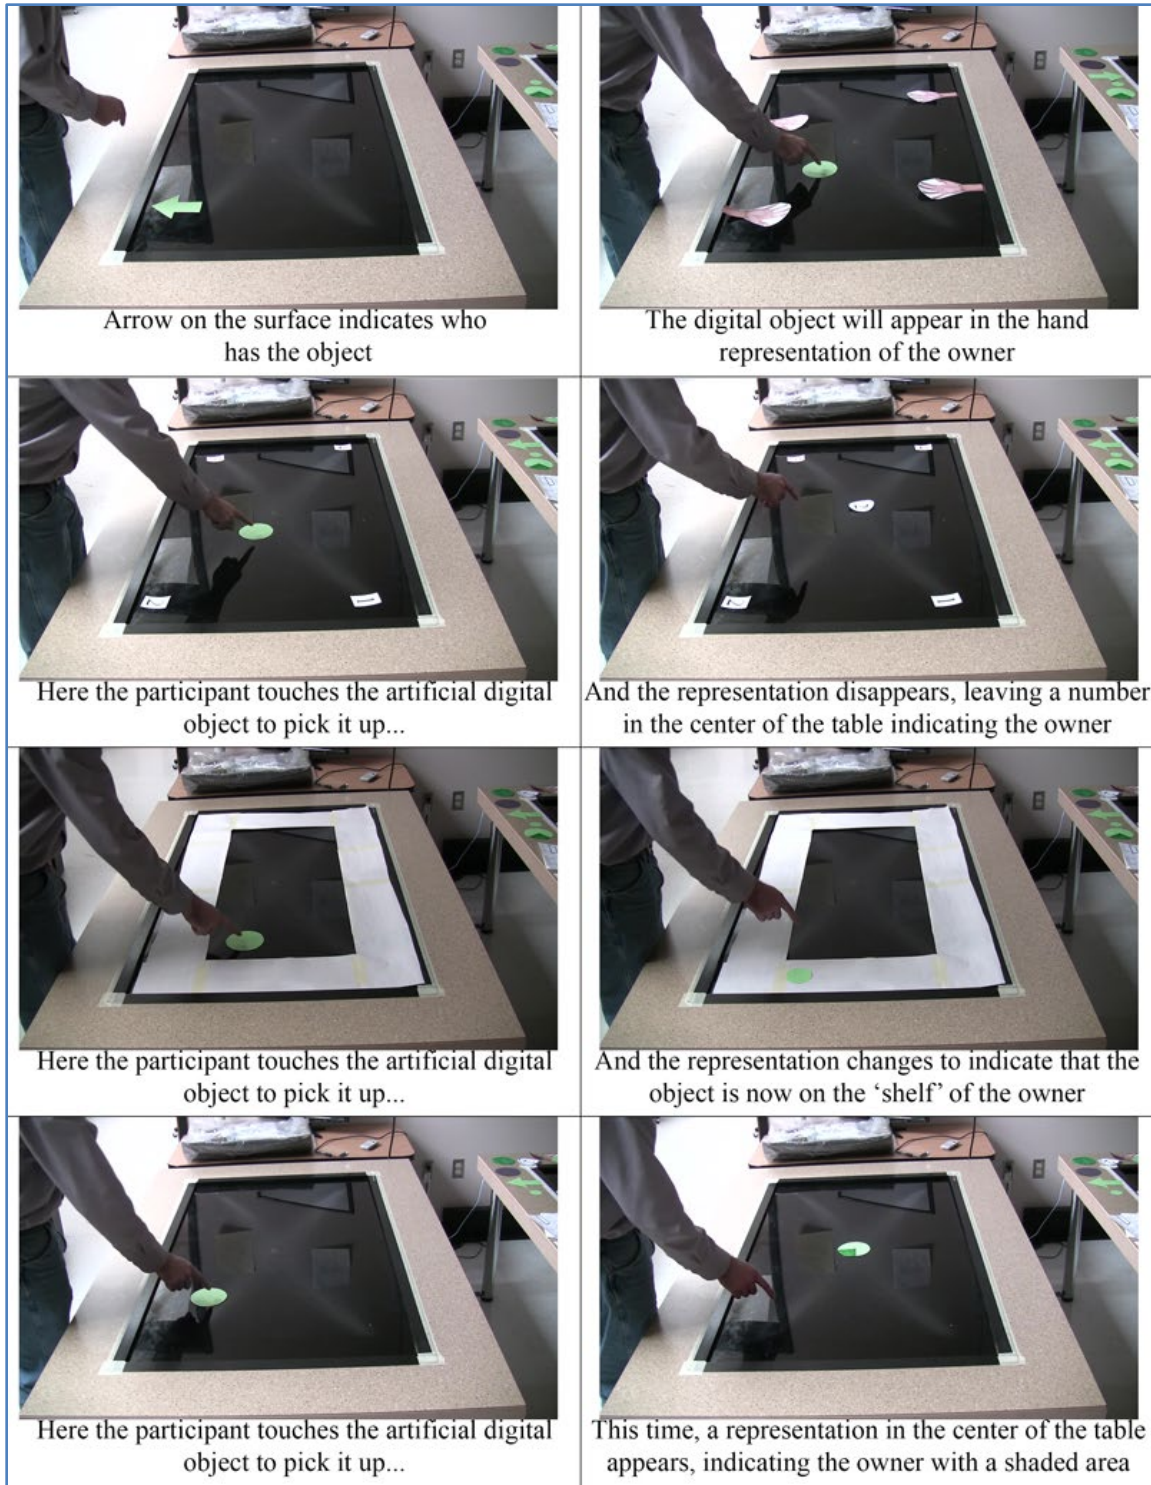 Arrow on the surface indicates who
has the object
The digital object will appear in the hand
representation of the owner
Here the participant touches the artificial digital
object to pick it up...
And the representation disappears, leaving a number
in the center of the table indicating the owner
Here the participant touches the artificial digital
object to pick it up...
And the representation changes to indicate that the
object is now on the ‘shelf’ of the owner
Here the participant touches the artificial digital
object to pick it up...
This time, a representation in the center of the table
appears, indicating the owner with a shaded area